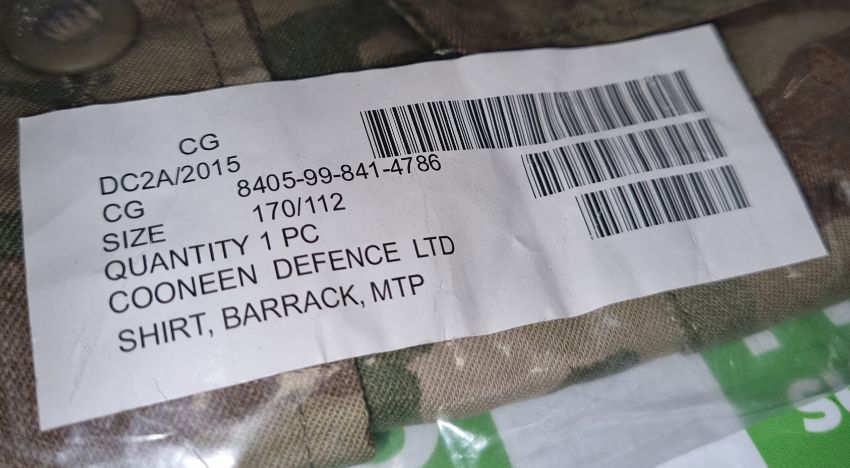 CG
DC2A/2015
CG 8405-99-841-4786
SIZE 170/112
QUANTITY 1 PC
COONEEN DEFENCE LTD
SHIRT, BARRACK, MTP